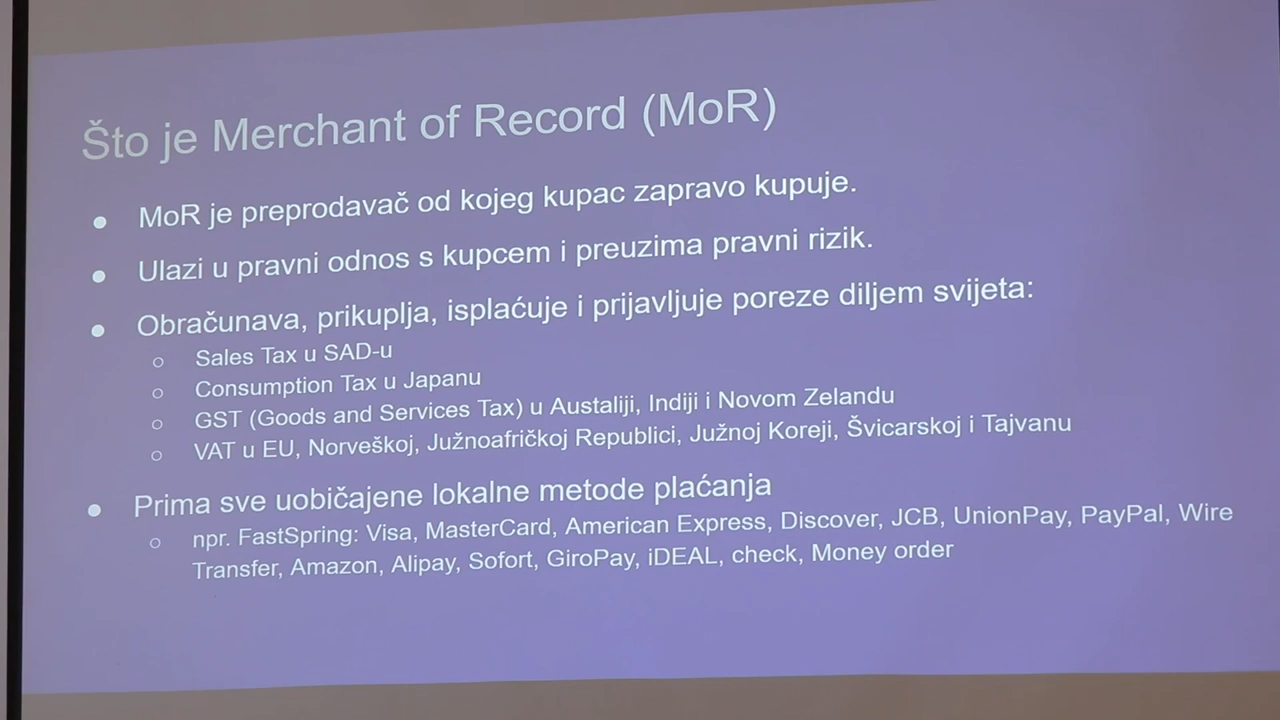 Što je Merchant of Record (MoR)
● MoR je preprodavač od kojeg kupac zapravo kupuje.
● Ulazi u pravni odnos s kupcem i preuzima pravni rizik.
● Obračunava, prikuplja, isplaćuje i prijavljuje poreze diljem svijeta:
○ Sales Tax u SAD-u
○ Consumption Tax u Japanu
○ GST (Goods and Services Tax) u Austaliji, Indiji i Novom Zelandu
○ VAT u EU, Norveškoj, Južnoafričkoj Republici, Južnoj Koreji, Švicarskoj i Tajvanu
● Prima sve uobičajene lokalne metode plaćanja
○ npr. FastSpring: Visa, MasterCard, American Express, Discover, JCB, UnionPay, PayPal, Wire
Transfer, Amazon, Alipay, Sofort, GiroPay, iDEAL, check, Money order